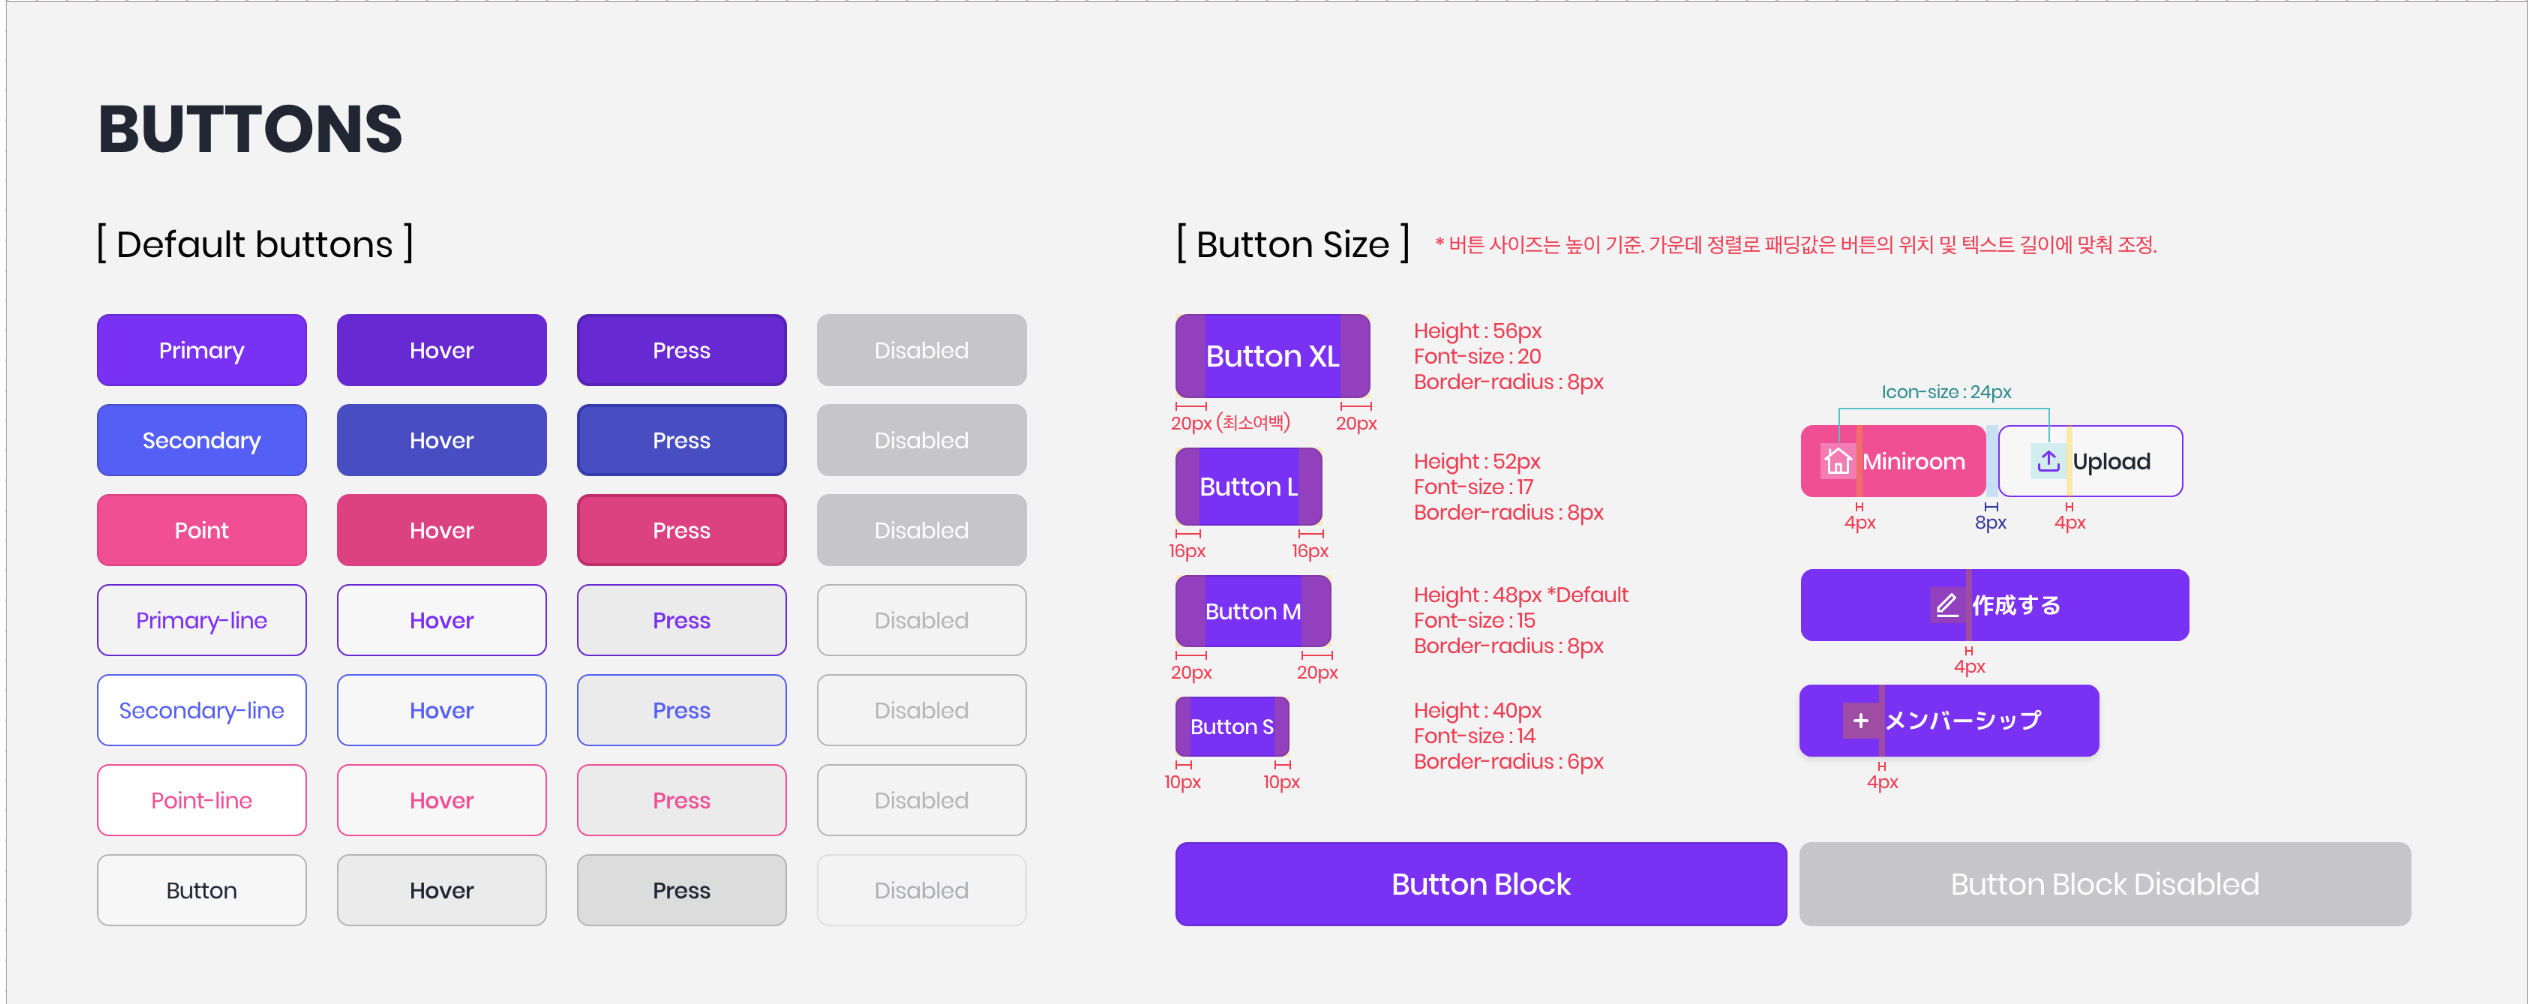 BUTTONS
[ Default buttons ]
Primary
Hover
Press
Disabled
Secondary
Hover
Press
Disabled
Point
Hover
Press
Disabled
Primary-line
Hover
Press
Disabled
Secondary-line
Hover
Press
Disabled
Point-line
Hover
Press
Disabled
Button
Hover
Press
Disabled
[ Button Size ]
* 버튼 사이즈는 높이 기준. 가운데 정렬로 패딩값은 버튼의 위치 및 텍스트 길이에 맞춰 조정.
Button XL
20px (최소여백)
20px
Height : 56px
Font-size : 20
Border-radius : 8px
Button L
16px
16px
Height : 52px
Font-size : 17
Border-radius : 8px
Button M
20px
20px
Height : 48px *Default
Font-size : 15
Border-radius : 8px
Button S
10px
10px
Height : 40px
Font-size : 14
Border-radius : 6px
Icon-size : 24px
Miniroom
Upload
4px
8px
4px
作成する
4px
メンバーシップ
4px
Button Block
Button Block Disabled